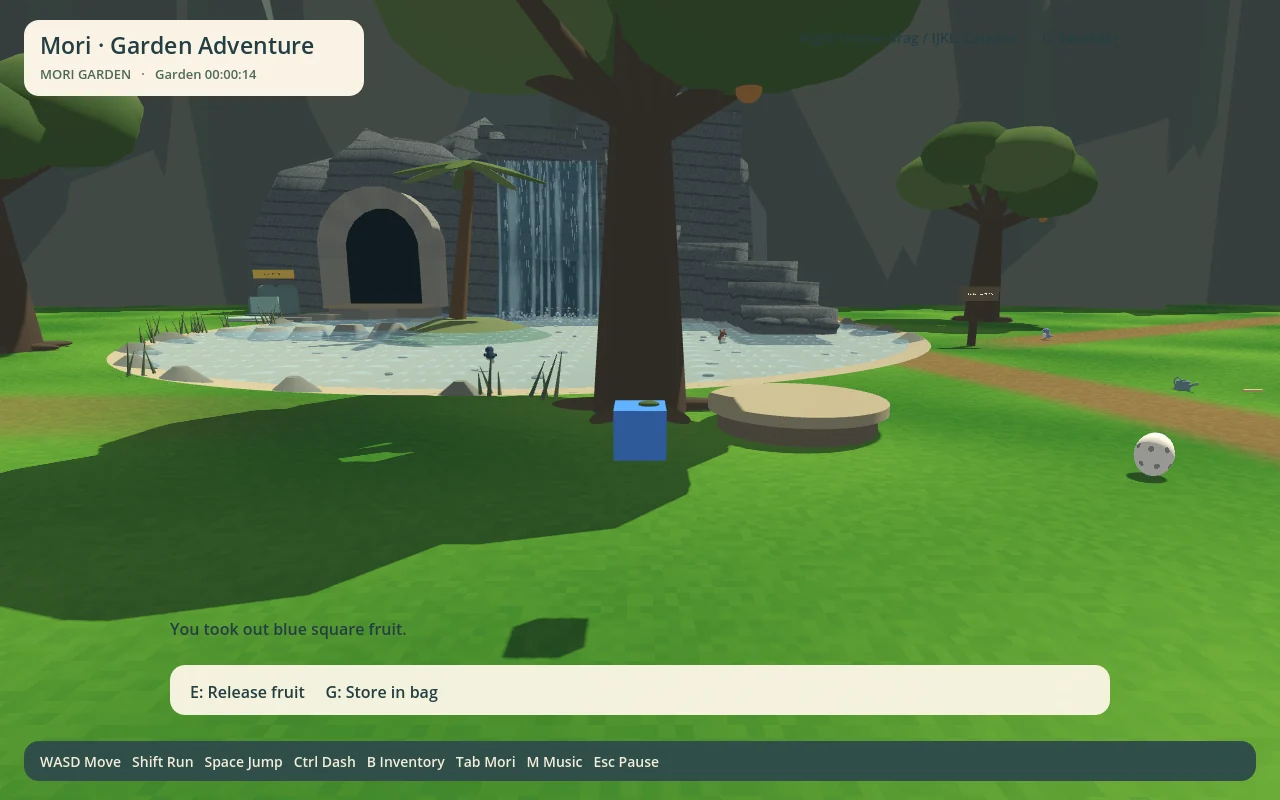 Mori · Garden Adventure
MORI GARDEN · Garden 00:00:14
You took out blue square fruit.
E: Release fruit G: Store in bag
WASD Move Shift Run Space Jump Ctrl Dash B Inventory Tab Mori M Music Esc Pause